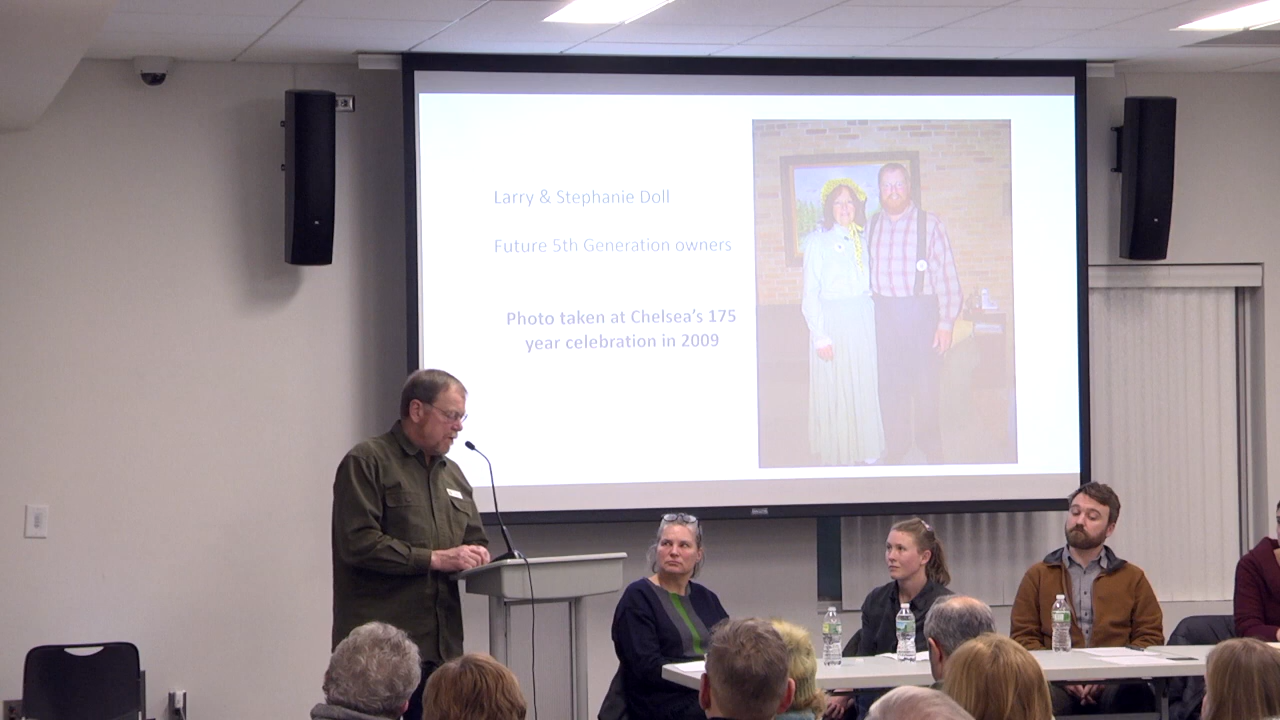 Larry & Stephanie Doll
Future 5th Generation owners
Photo taken at Chelsea's 175
year celebration in 2009